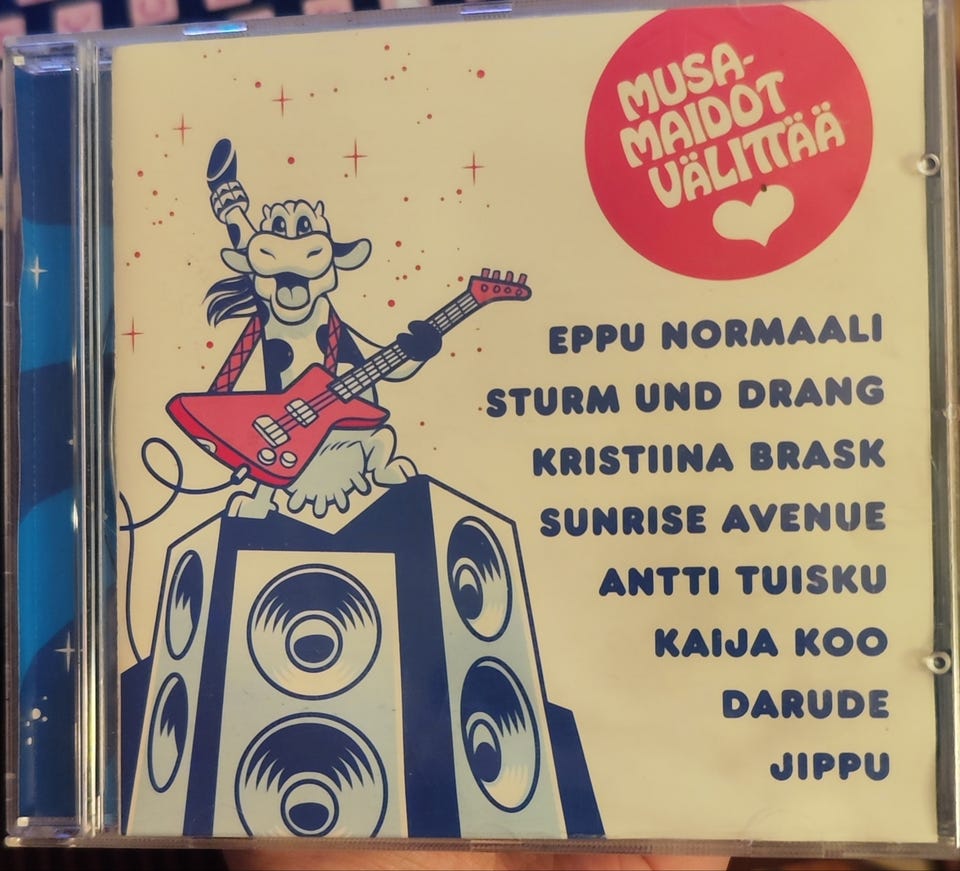 MUSA-
MAIDOT
VÄLITTÄÄ
EPPU NORMAALI
STURM UND DRANG
KRISTIINA BRASK
SUNRISE AVENUE
ANTTI TUISKU
KAIJA KOO
DARUDE
JIPPU